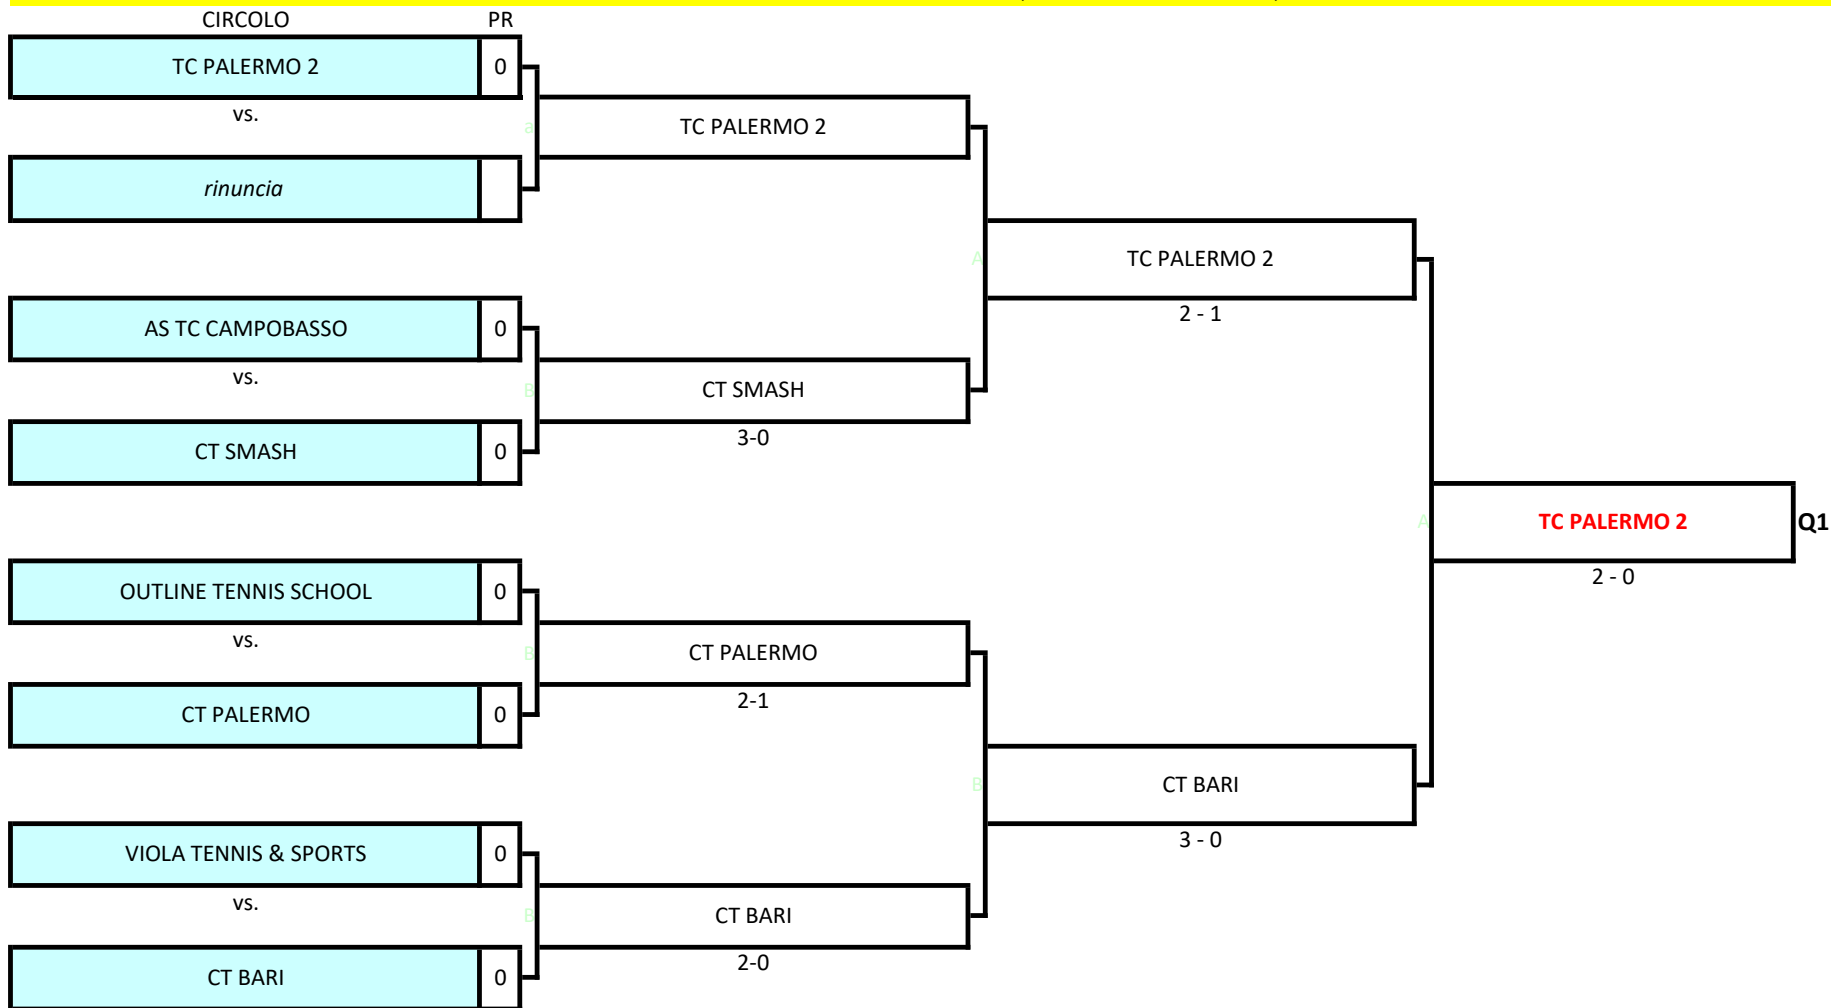 CIRCOLO PR
TC PALERMO 2 0
vs.
a
TC PALERMO 2
rinuncia
A
TC PALERMO 2
2 - 1
AS TC CAMPOBASSO 0
vs.
B
CT SMASH
3-0
CT SMASH 0
A
TC PALERMO 2
Q1
2 - 0
OUTLINE TENNIS SCHOOL 0
vs.
B
CT PALERMO
2-1
CT PALERMO 0
B
CT BARI
3 - 0
VIOLA TENNIS & SPORTS 0
vs.
B
CT BARI
2-0
CT BARI 0